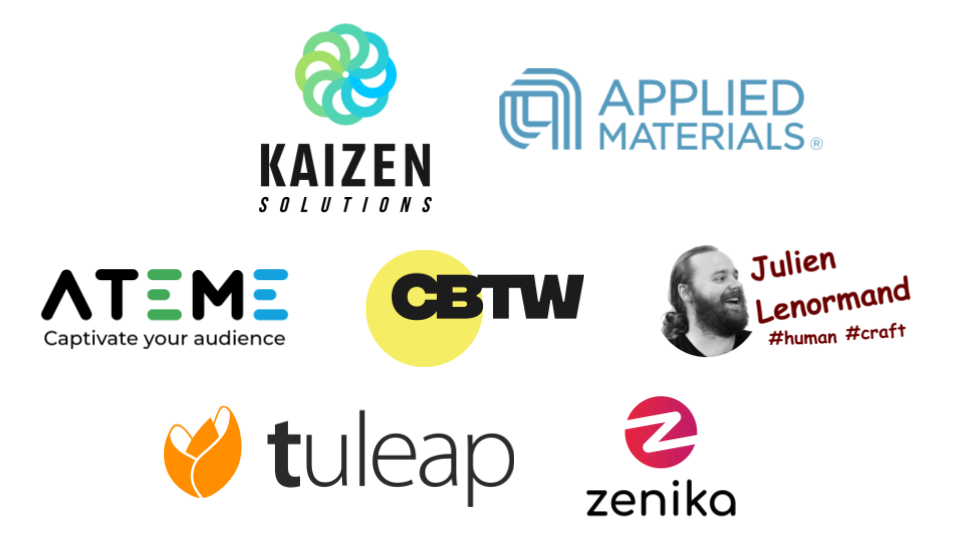 KAIZEN
SOLUTIONS
APPLIED
MATERIALS®
ATEME
Captivate your audience
CBTW
Julien
Lenormand
#human #craft
tuleap
zenika